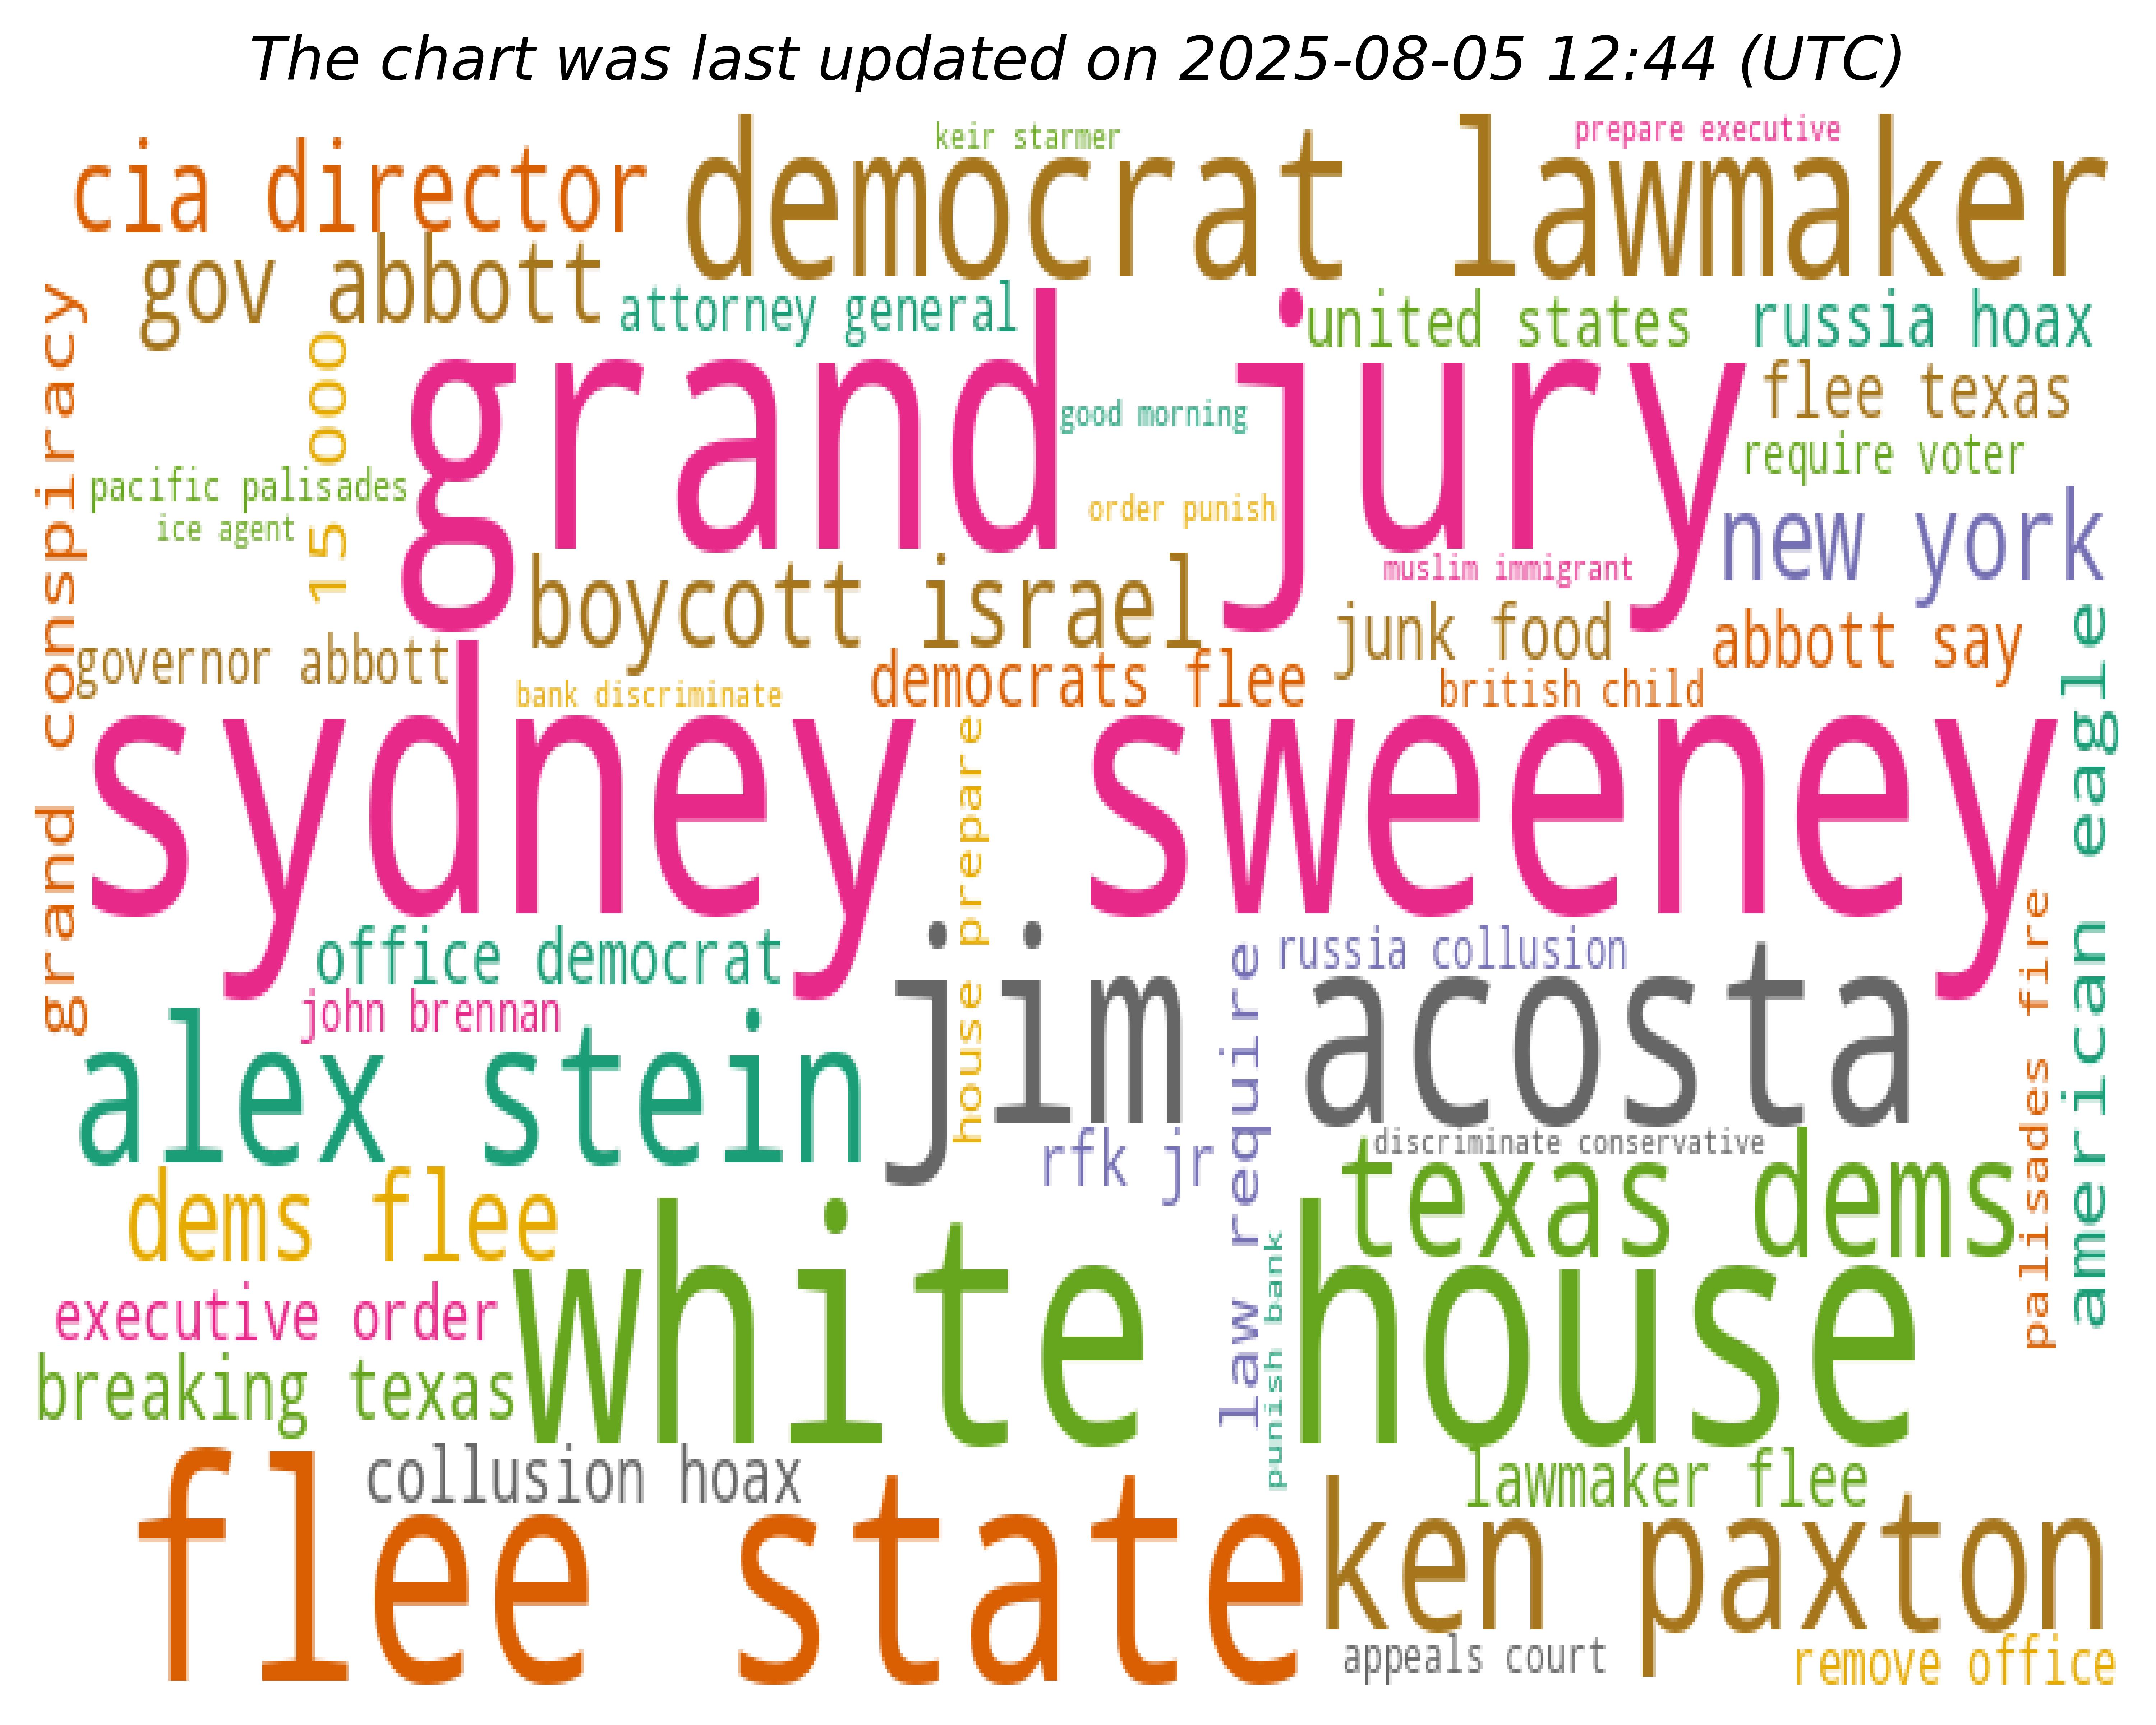 The chart was last updated on 2025-08-05 12:44 (UTC)
keir starmer
prepare executive
cia director
democrat lawmaker
gov abbott
attorney general
united states
russia hoax
grand conspiracy
15 000
grand jury
flee texas
good morning
require voter
pacific palisades
order punish
ice agent
new york
muslim immigrant
boycott israel
junk food
abbott say
governor abbott
democrats flee
british child
bank discriminate
american eagle
sydney sweeney
house prepare
office democrat
russia collusion
law require
palisades fire
john brennan
jim acosta
alex stein
rfk jr
discriminate conservative
texas dems
dems flee
white house
punish bank
executive order
breaking texas
collusion hoax
lawmaker flee
flee state
ken paxton
appeals court
remove office